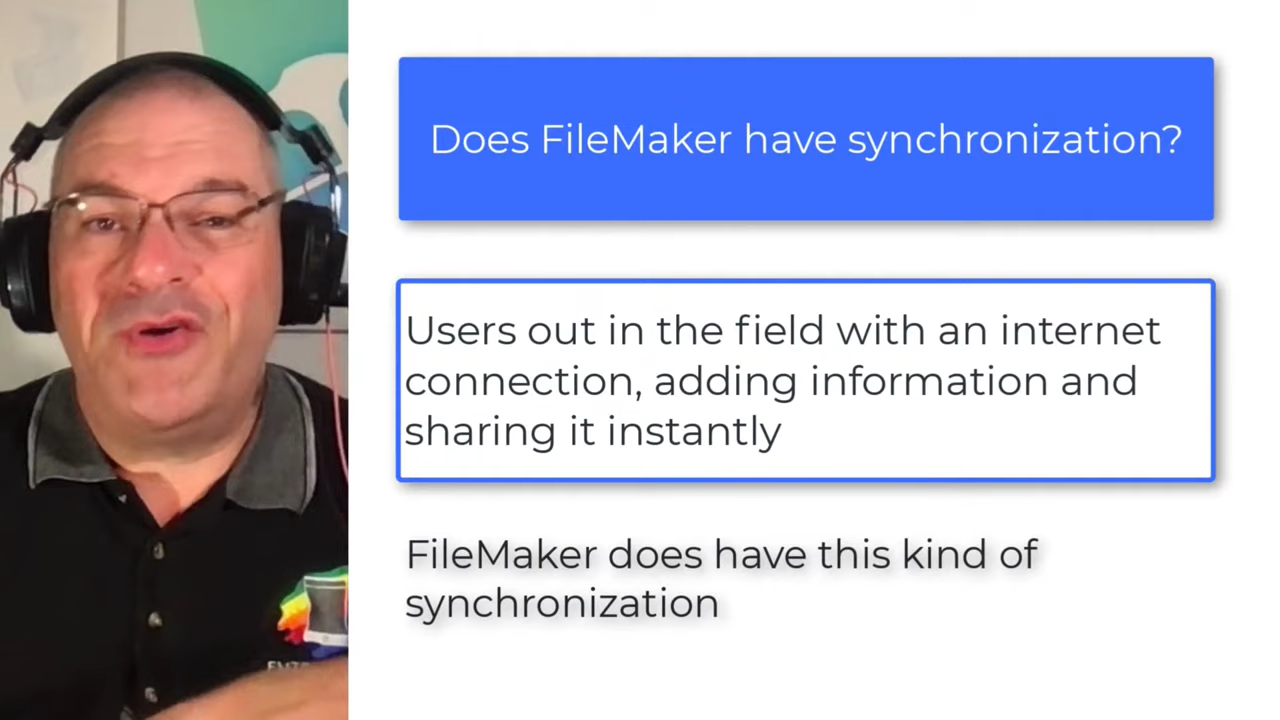 Does FileMaker have synchronization?
Users out in the field with an internet
connection, adding information and
sharing it instantly
FileMaker does have this kind of
synchronization